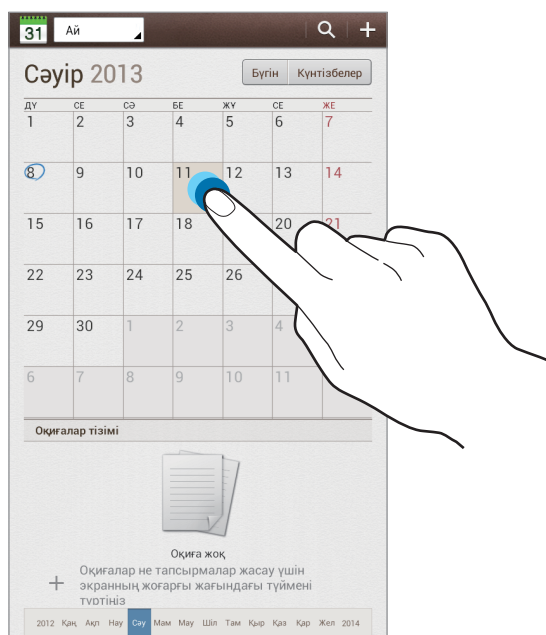 31 Ай
Сәуір 2013 Бүгін Күнтізбелер
ДҮ СЕ СӘ БЕ ЖҰ СЕ ЖЕ
1 2 3 4 5 6 7
8 9 10 11 12 13 14
15 16 17 18 20 21
22 23 24 25 26
29 30 1 2 3 4
6 7 8 9 10 11
Оқиғалар тізімі
Оқиға жоқ
Оқиғалар не тапсырмалар жасау үшін
экранның жоғарғы жағындағы түймені
түртіңіз
2012 Қаң Ақп Нау Сәу Мам Мау Шіл Там Қыр Қаз Қар Жел 2014